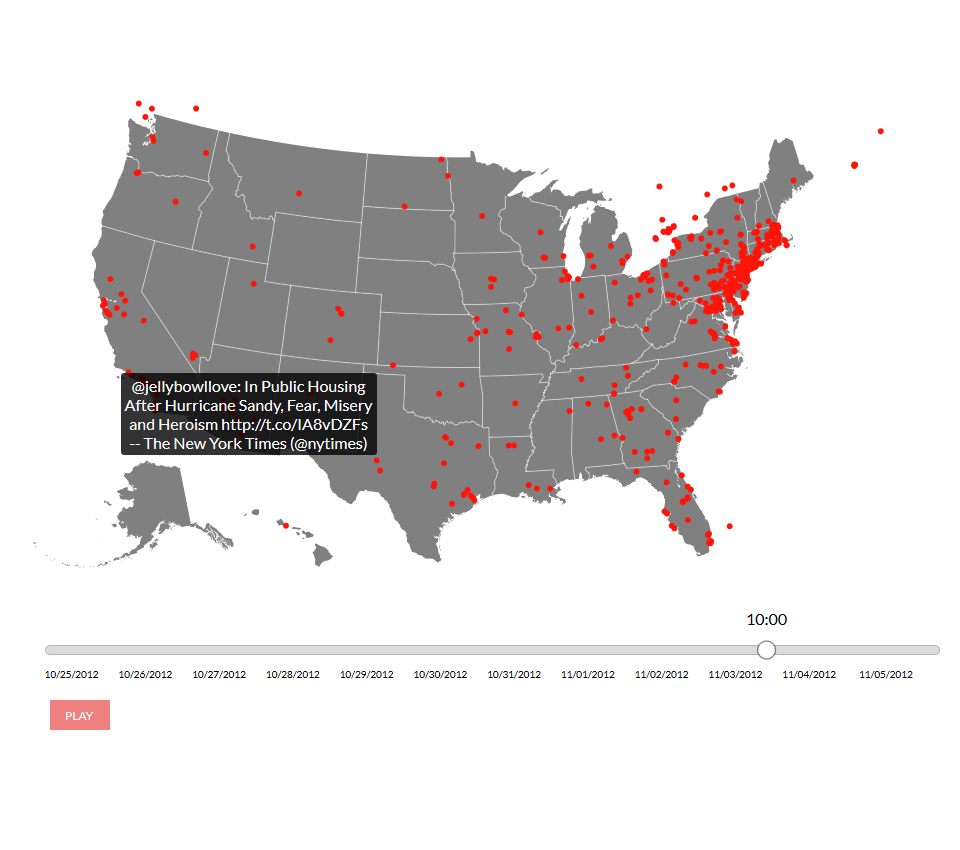 @jellybowllove: In Public Housing
After Hurricane Sandy, Fear, Misery
and Heroism http://t.co/IA8vDZFs
-- The New York Times (@nytimes)
10:00
10/25/2012 10/26/2012 10/27/2012 10/28/2012 10/29/2012 10/30/2012 10/31/2012 11/01/2012 11/02/2012 11/03/2012 11/04/2012 11/05/2012
PLAY